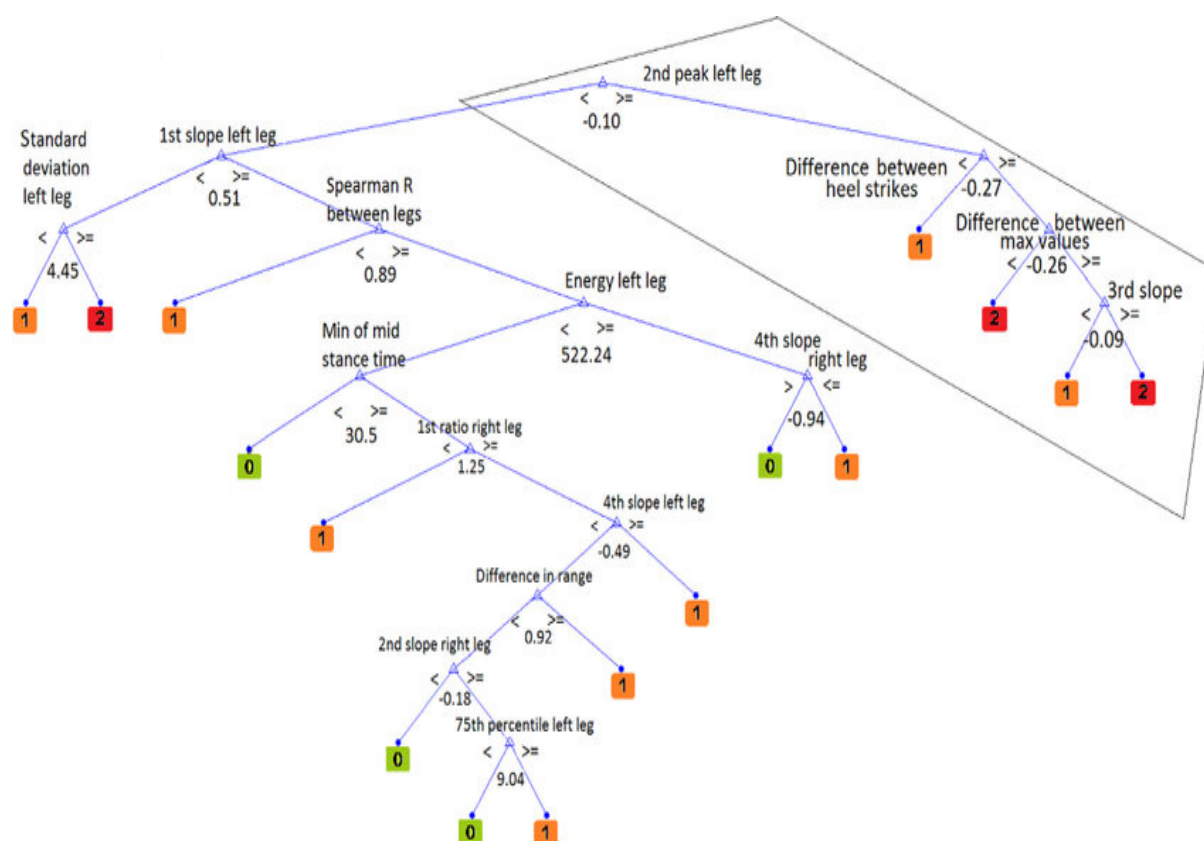 2nd peak left leg
< >=
-0.10
1st slope left leg
< >=
0.51
Standard
deviation
left leg
< >=
4.45
Spearman R
between legs
< >=
0.89
Difference between
heel strikes
< >=
-0.27
1
Difference between
max values
< -0.26 >=
1
2
1
Energy left leg
< >=
522.24
2
3rd slope
< >=
-0.09
Min of mid
stance time
< >=
30.5
4th slope
right leg
> <=
-0.94
1
2
0
1st ratio right leg
< >=
1.25
0
1
1
4th slope left leg
< >=
-0.49
Difference in range
< >=
0.92
1
2nd slope right leg
< >=
-0.18
1
0
75th percentile left leg
< >=
9.04
0
1